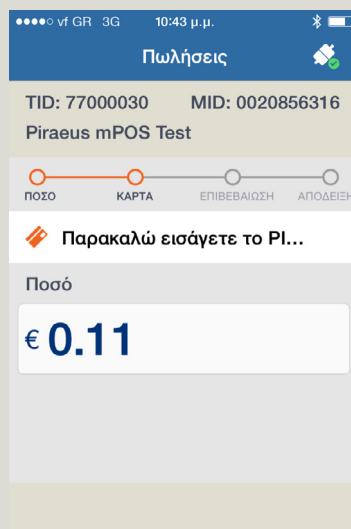 vf GR 3G 10:43 μ.μ.
Πωλήσεις
TID: 77000030 MID: 0020856316
Piraeus mPOS Test
ΠΟΣΟ ΚΑΡΤΑ ΕΠΙΒΕΒΑΙΩΣΗ ΑΠΟΔΕΙΞΗ
Παρακαλώ εισάγετε το PI...
Ποσό
€ 0.11